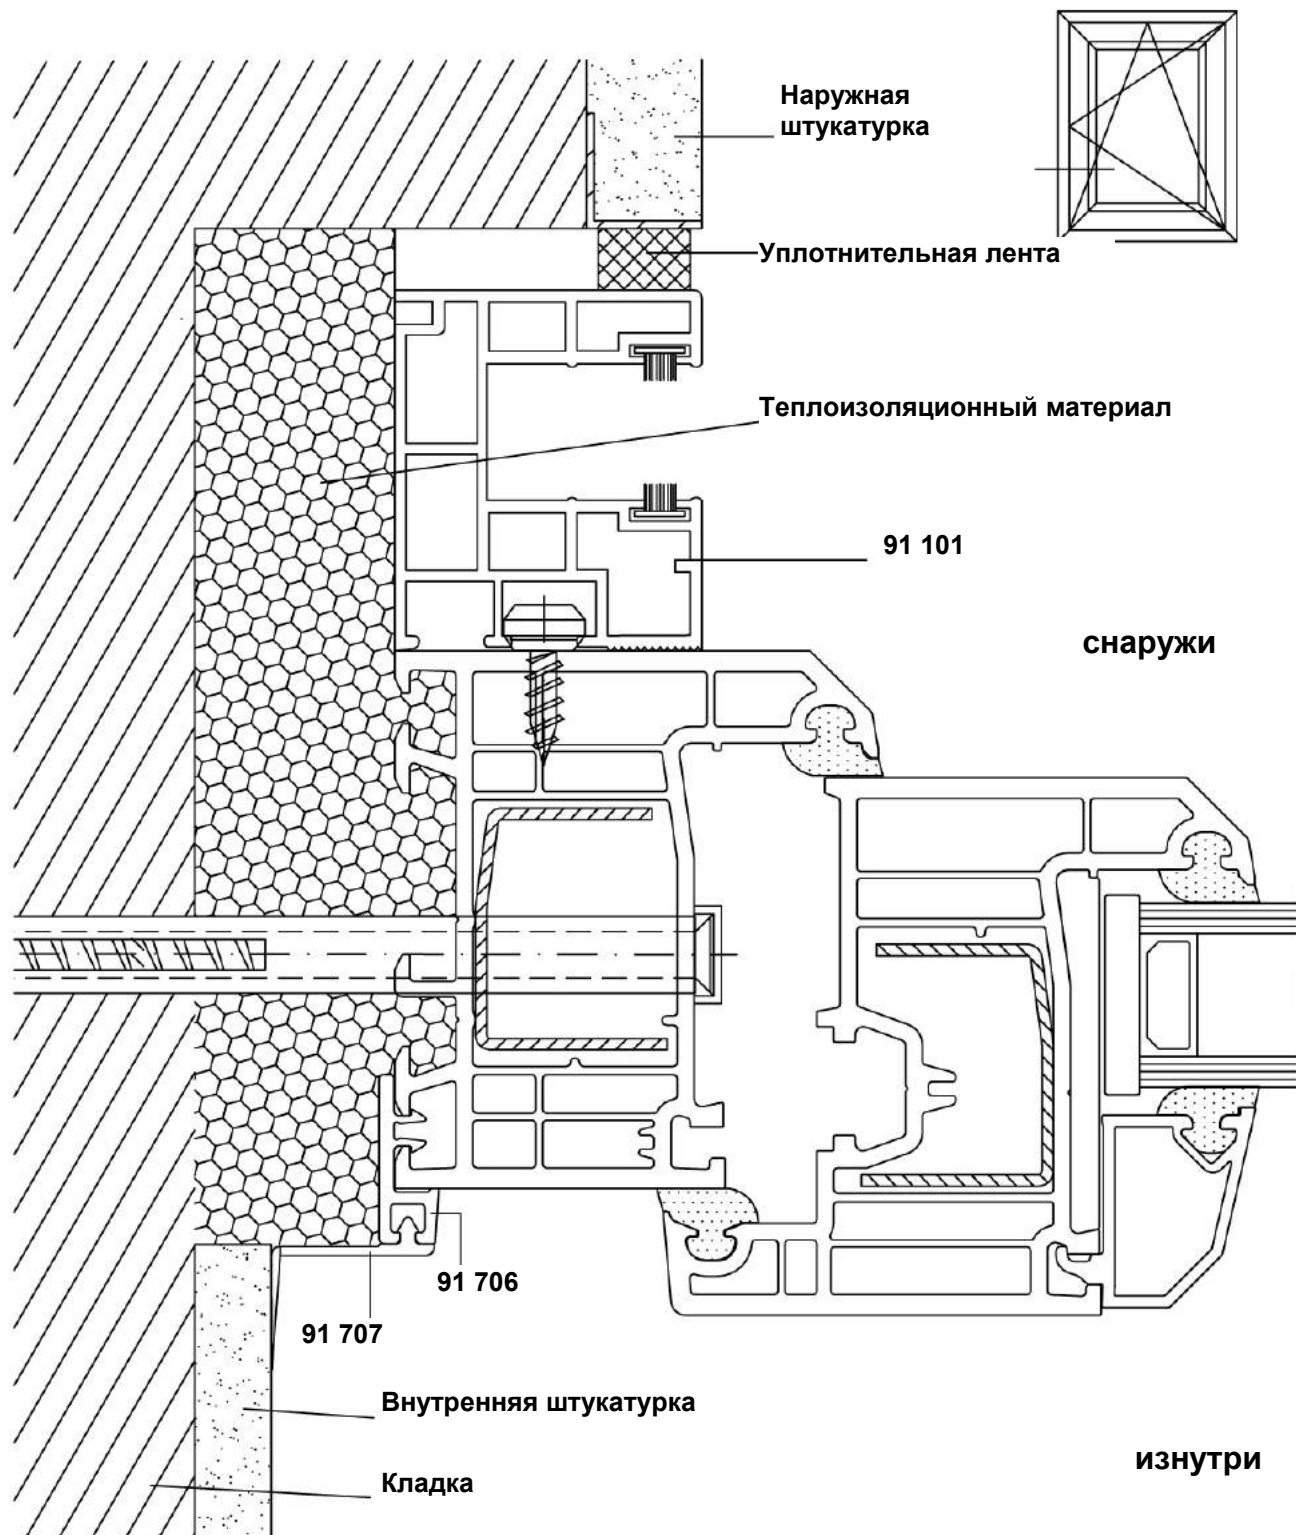 Наружная
штукатурка
Уплотнительная лента
Теплоизоляционный материал
91 101
снаружи
91 706
91 707
Внутренняя штукатурка
изнутри
Кладка